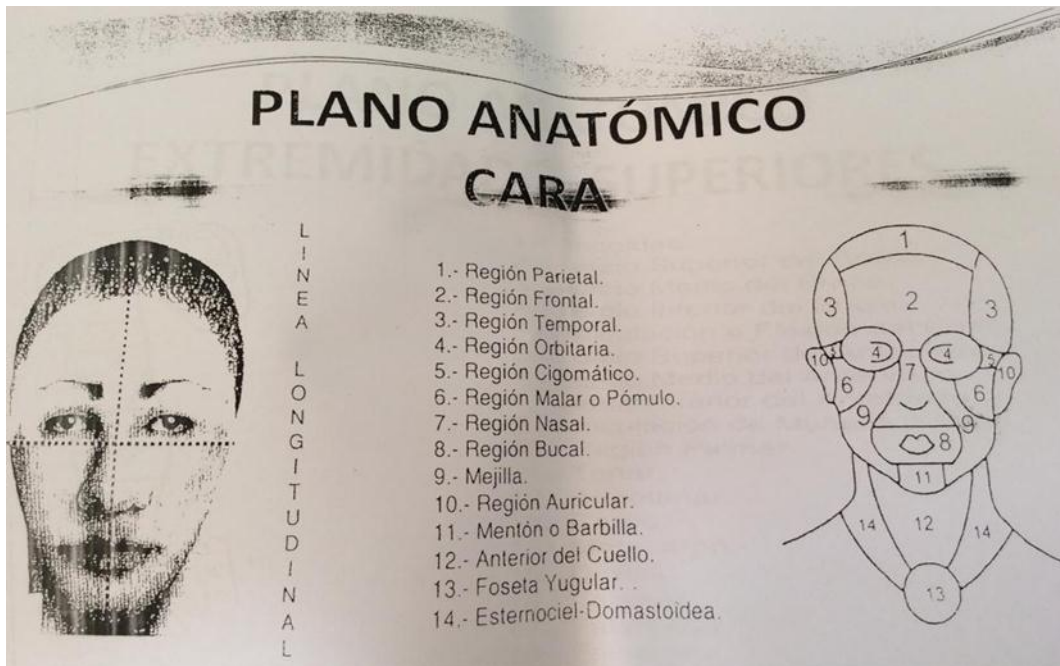 PLANO ANATÓMICO
CARA
LINEA LONGITUDINAL
1.- Región Parietal.
2.- Región Frontal.
3.- Región Temporal.
4.- Región Orbitaria.
5.- Región Cigomático.
6.- Región Malar o Pómulo.
7.- Región Nasal.
8.- Región Bucal.
9.- Mejilla.
10.- Región Auricular.
11.- Mentón o Barbilla.
12.- Anterior del Cuello.
13.- Foseta Yugular. .
14.- Esternociel-Domastoidea.
1
3 2 3
10 5 4 4 5 10
6 7 6
9 9
8
11
14 12 14
13